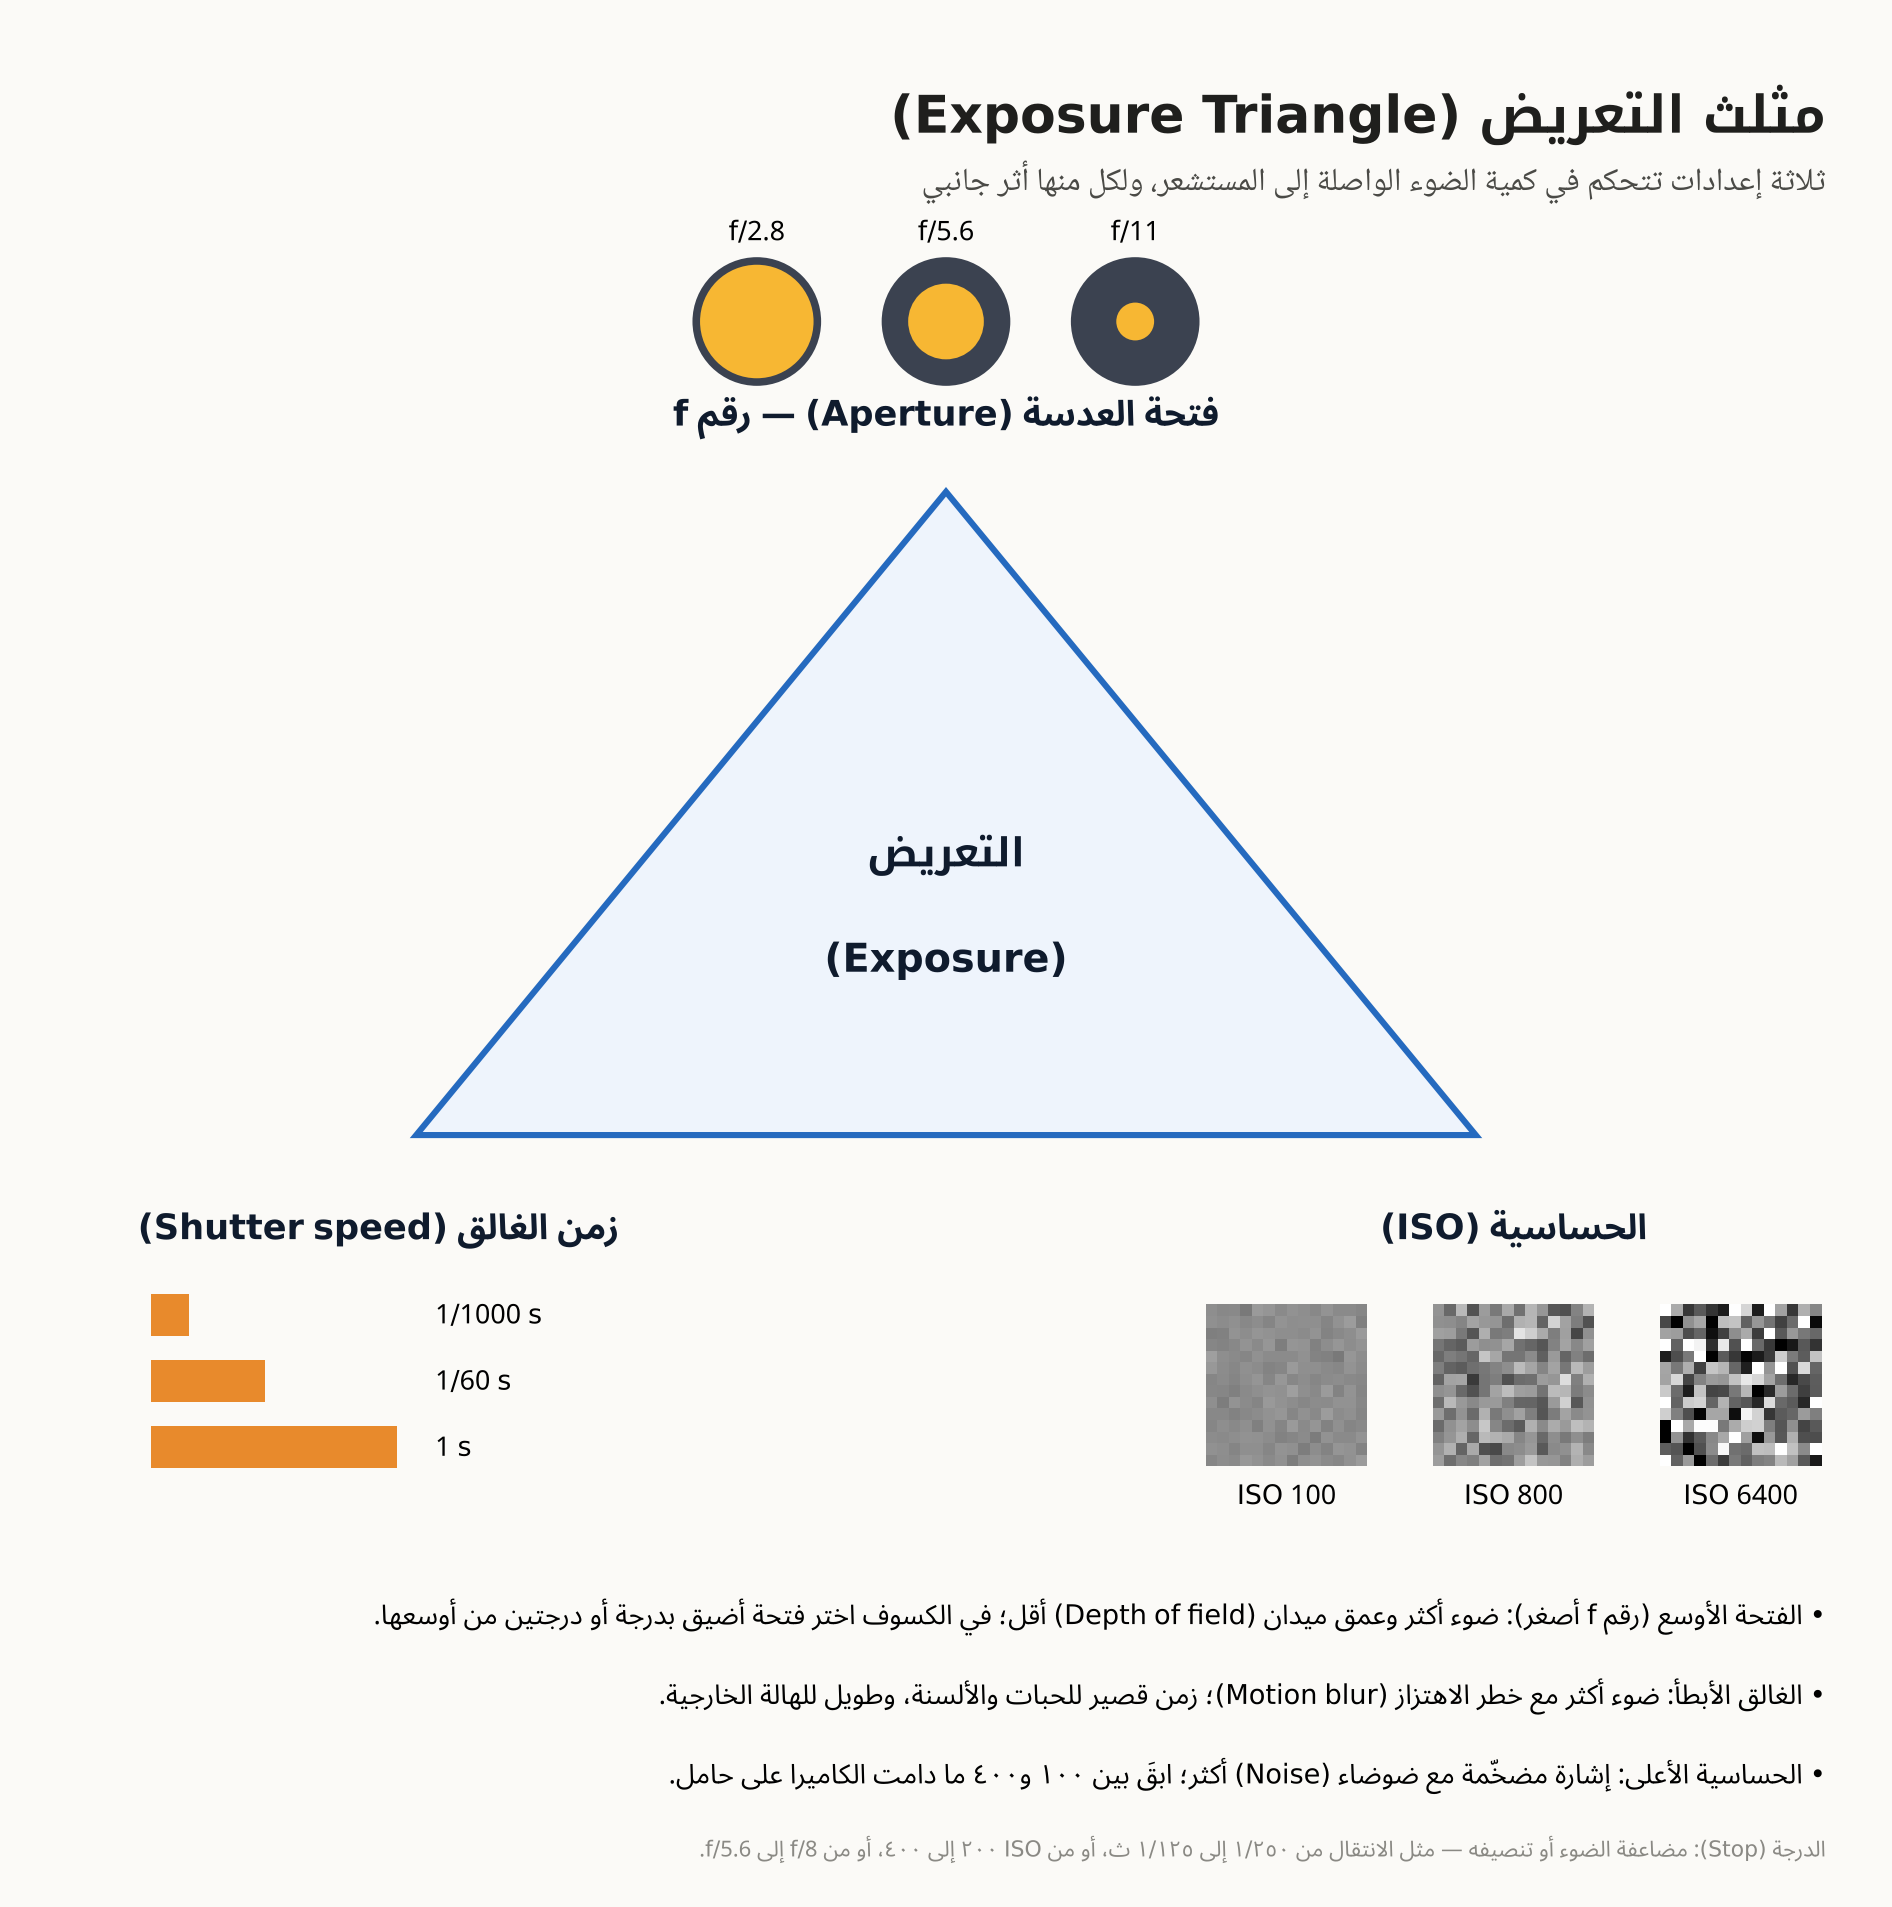 مثلث التعريض (Exposure Triangle)
ثلاثة إعدادات تتحكم في كمية الضوء الواصلة إلى المستشعر، ولكل منها أثر جانبي
f/11
f/5.6
f/2.8
فتحة العدسة (Aperture) — رقم f
التعريض
(Exposure)
الحساسية (ISO)
ISO 6400
ISO 800
ISO 100
زمن الغالق (Shutter speed)
1/1000 s
1/60 s
1 s
• الفتحة الأوسع (رقم f أصغر): ضوء أكثر وعمق ميدان (Depth of field) أقل؛ في الكسوف اختر فتحة أضيق بدرجة أو درجتين من أوسعها.
• الغالق الأبطأ: ضوء أكثر مع خطر الاهتزاز (Motion blur)؛ زمن قصير للحبات والألسنة، وطويل للهالة الخارجية.
• الحساسية الأعلى: إشارة مضخّمة مع ضوضاء (Noise) أكثر؛ ابقَ بين ١٠٠ و٤٠٠ ما دامت الكاميرا على حامل.
الدرجة (Stop): مضاعفة الضوء أو تنصيفه — مثل الانتقال من ١/٢٥٠ إلى ١/١٢٥ ث، أو من ISO ٢٠٠ إلى ٤٠٠، أو من f/8 إلى f/5.6.